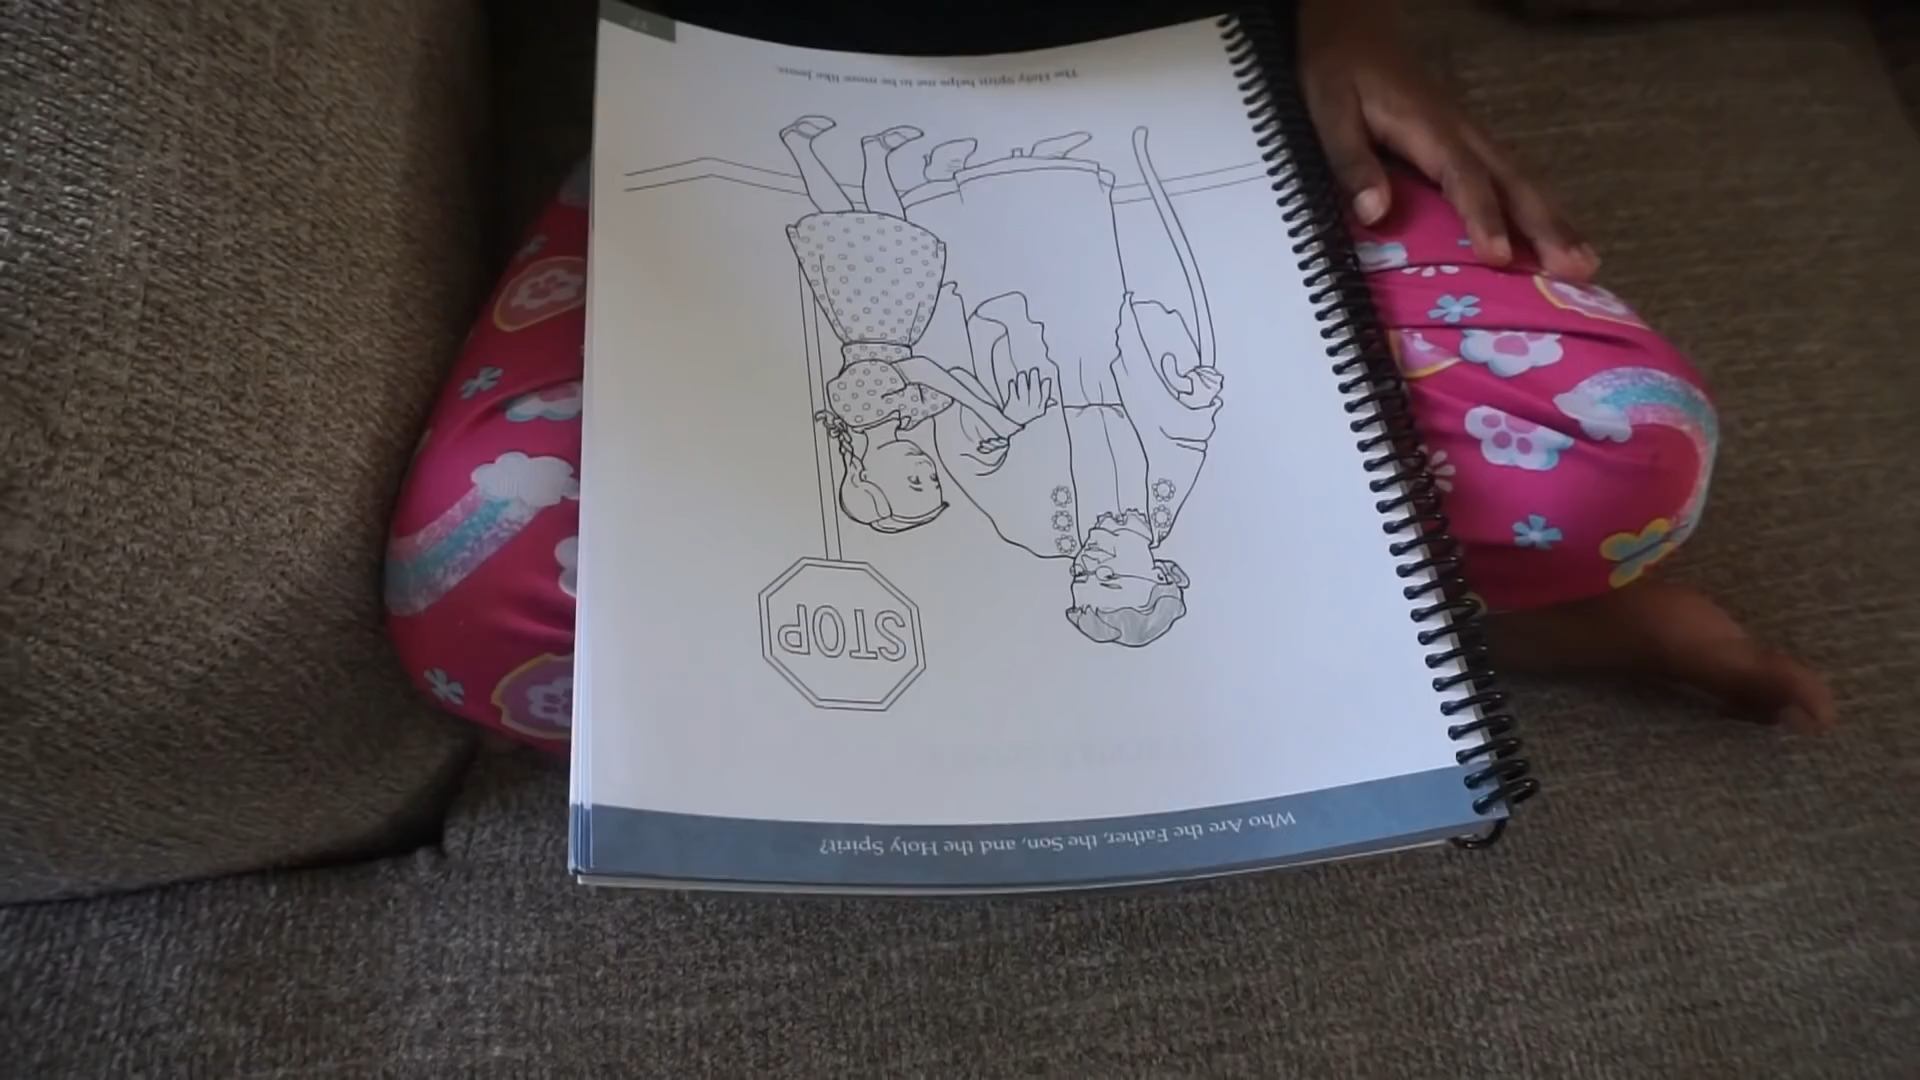 Who Are the Father, the Son, and the Holy Spirit?
STOP
The Holy Spirit helps me to be more like Jesus.